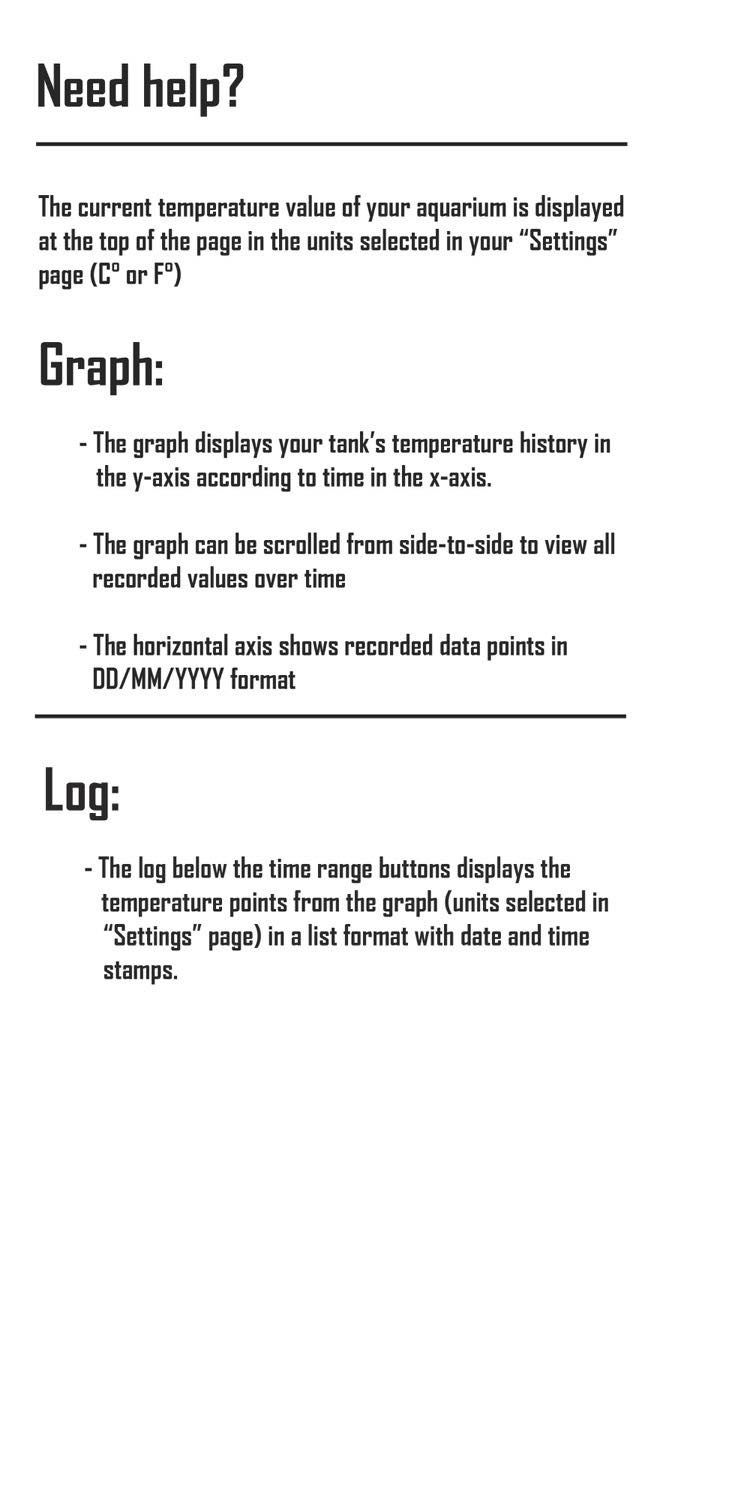 Need help?
The current temperature value of your aquarium is displayed
at the top of the page in the units selected in your “Settings”
page (Cº or Fº)
Graph:
- The graph displays your tank’s temperature history in
the y-axis according to time in the x-axis.
- The graph can be scrolled from side-to-side to view all
recorded values over time
- The horizontal axis shows recorded data points in
DD/MM/YYYY format
Log:
- The log below the time range buttons displays the
temperature points from the graph (units selected in
“Settings” page) in a list format with date and time
stamps.